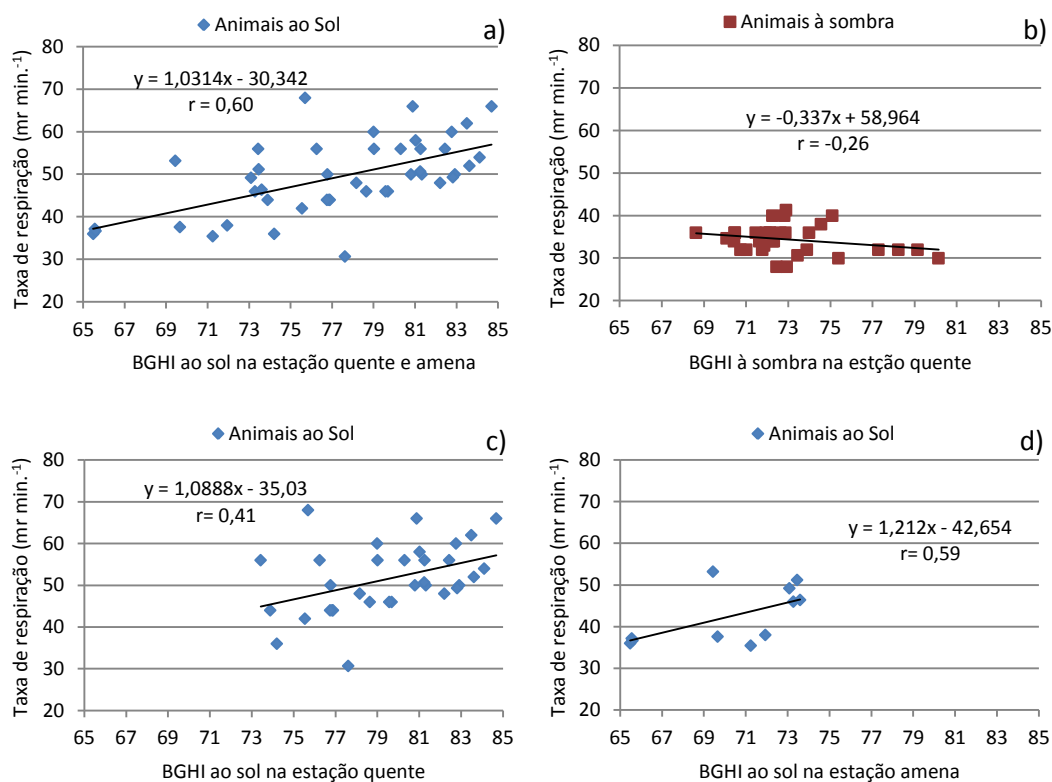 Animais ao Sol
a)
Taxa de respiração (mr min.-1)
80
70
60
50
40
30
20
y = 1,0314x - 30,342
r = 0,60
65 67 69 71 73 75 77 79 81 83 85
BGHI ao sol na estação quente e amena
Animais à sombra
b)
Taxa de respiração (mr min.-1)
80
70
60
50
40
30
20
y = -0,337x + 58,964
r = -0,26
65 67 69 71 73 75 77 79 81 83 85
BGHI à sombra na estção quente
Animais ao Sol
c)
Taxa de respiração (mr min.-1)
80
70
60
50
40
30
20
y = 1,0888x - 35,03
r= 0,41
65 67 69 71 73 75 77 79 81 83 85
BGHI ao sol na estação quente
Animais ao Sol
d)
Taxa de respiração (mr min.-1)
80
70
60
50
40
30
20
y = 1,212x - 42,654
r= 0,59
65 67 69 71 73 75 77 79 81 83 85
BGHI ao sol na estação amena